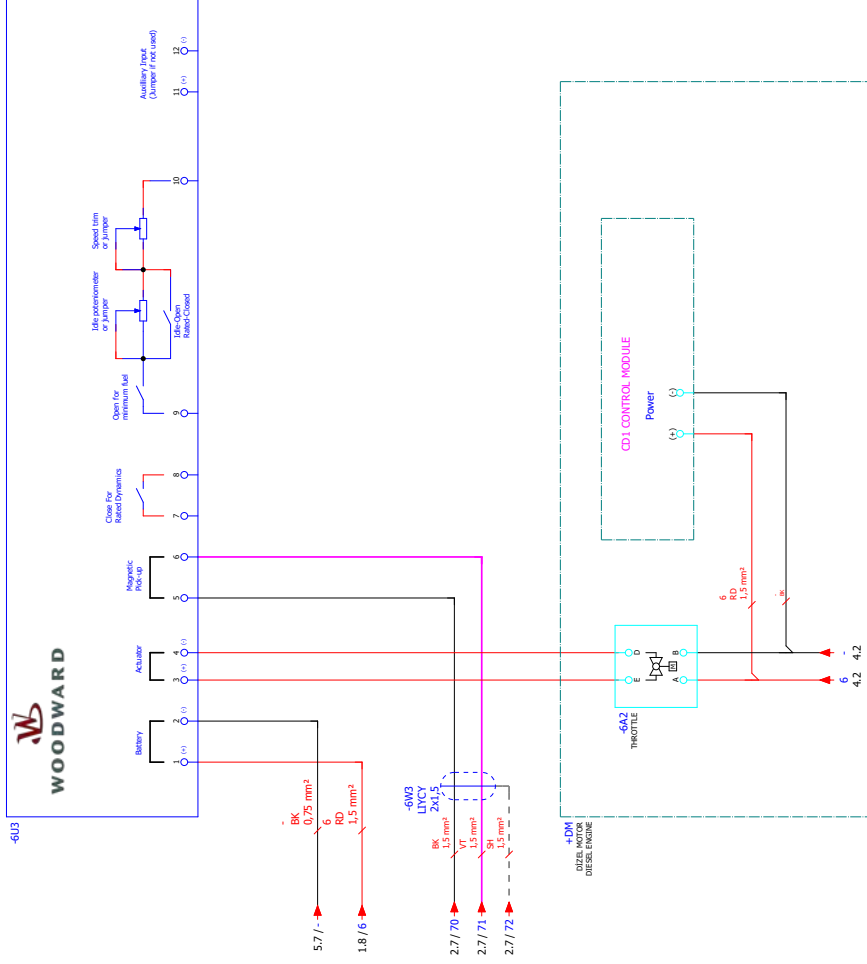 -6U3
WOODWARD
Battery
1 (+)
2 (-)
Actuator
3 (+)
4 (-)
Magnetic
Pick-up
5
6
Close For
Rated Dynamics
7
8
Open for
minimum fuel
9
Idle poteniometer
or jumper
Idle-Open
Rated-Closed
Speed trim
or jumper
10
Auxilliary Input
(Jumper if not used)
11 (+)
12 (-)
-
BK
0,75 mm²
6
RD
1,5 mm²
5.7 / -
1.8 / 6
-6W3
LIYCY
2x1,5
BK
1,5 mm²
VT
1,5 mm²
SH
1,5 mm²
2.7 / 70
2.7 / 71
2.7 / 72
+DM
DİZEL MOTOR
DIESEL ENGINE
-6A2
THROTTLE
E
D
M
A
B
CD1 CONTROL MODULE
Power
(+)
(-)
6
RD
1,5 mm²
BK
6
4.2
-
4.2